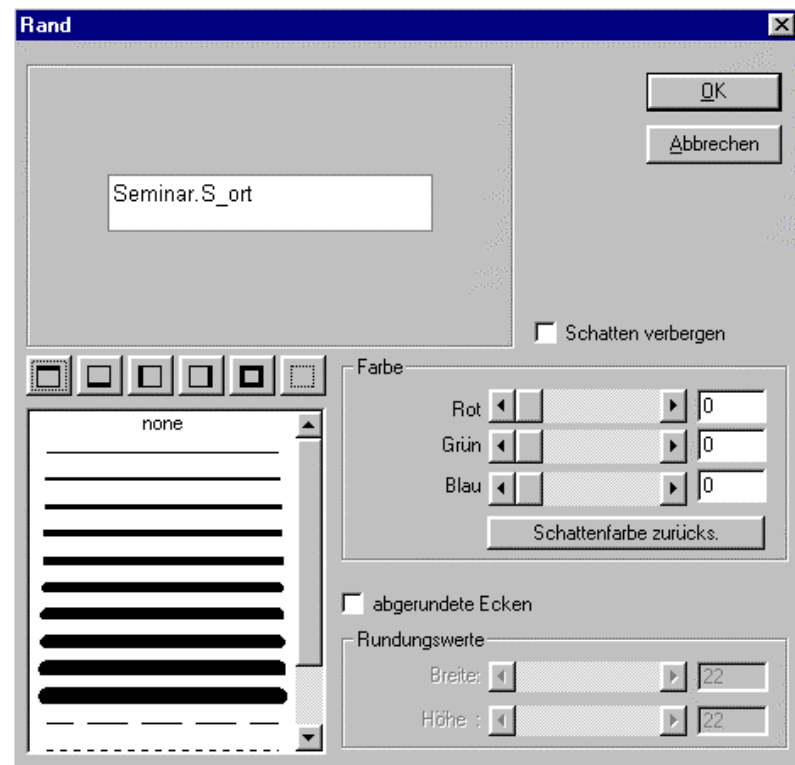 Rand
OK
Abbrechen
Seminar.S_ort
Schatten verbergen
Farbe
none
Rot 0
Grün 0
Blau 0
Schattenfarbe zurücks.
abgerundete Ecken
Rundungswerte
Breite: 22
Höhe : 22